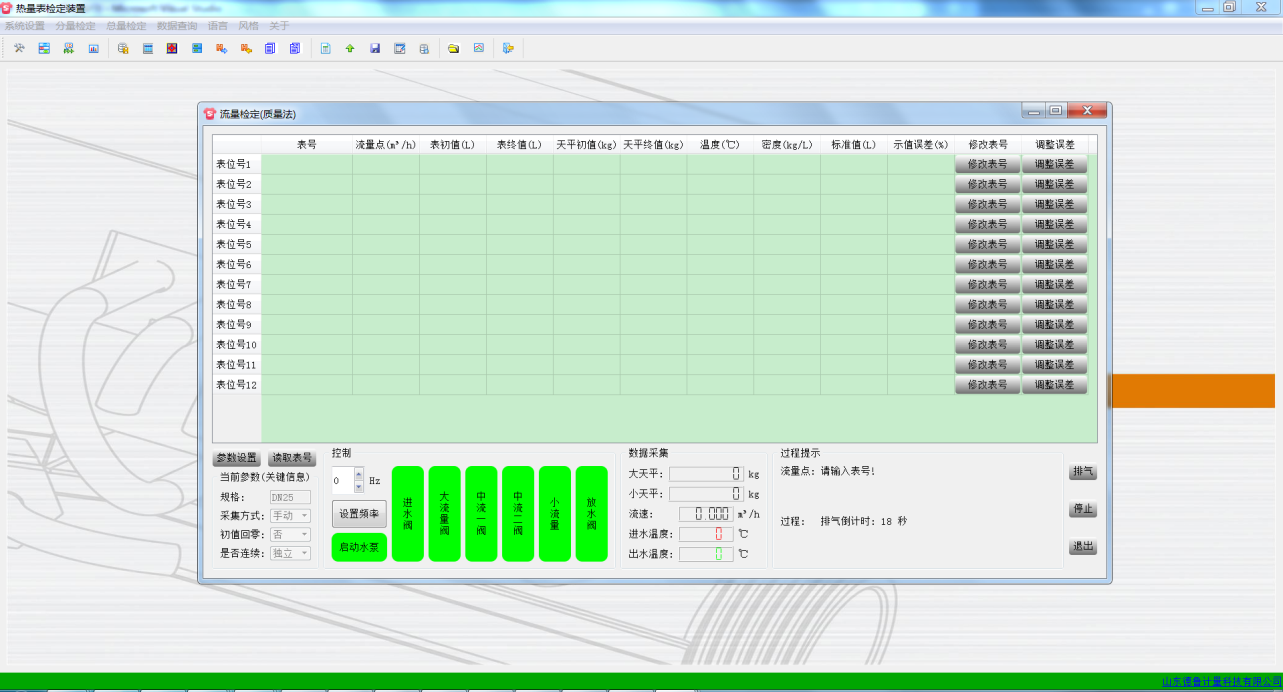 热量表检定装置
系统设置 分量检定 总量检定 数据查询 语言 风格 关于
流量检定(质量法)
表号 流量点(m³/h) 表初值(L) 表终值(L) 天平初值(kg) 天平终值(kg) 温度(℃) 密度(kg/L) 标准值(L) 示值误差(%) 修改表号 调整误差
表位号1 修改表号 调整误差
表位号2 修改表号 调整误差
表位号3 修改表号 调整误差
表位号4 修改表号 调整误差
表位号5 修改表号 调整误差
表位号6 修改表号 调整误差
表位号7 修改表号 调整误差
表位号8 修改表号 调整误差
表位号9 修改表号 调整误差
表位号10 修改表号 调整误差
表位号11 修改表号 调整误差
表位号12 修改表号 调整误差
参数设置 读取表号
当前参数(关键信息)
规格: DN25
采集方式: 手动
初值回零: 否
是否连续: 独立
控制
0 Hz
设置频率
启动水泵
进水阀
大流量阀
中流一阀
中流二阀
小流量
放水阀
数据采集
大天平: 0 kg
小天平: 0 kg
流速: 0.000 m³/h
进水温度: 0 ℃
出水温度: 0 ℃
过程提示
流量点: 请输入表号!
过程: 排气倒计时: 18 秒
排气
停止
退出
山东德鲁计量科技有限公司